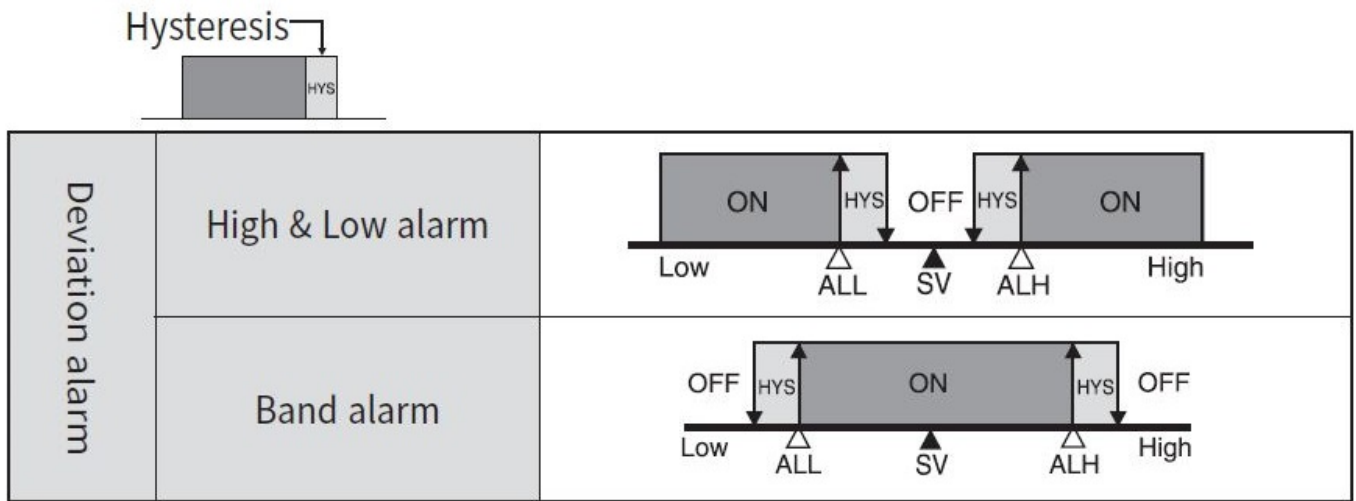 Hysteresis
HYS
Deviation alarm
High & Low alarm
ON HYS OFF HYS ON
Low ALL SV ALH High
Band alarm
OFF HYS ON HYS OFF
Low ALL SV ALH High